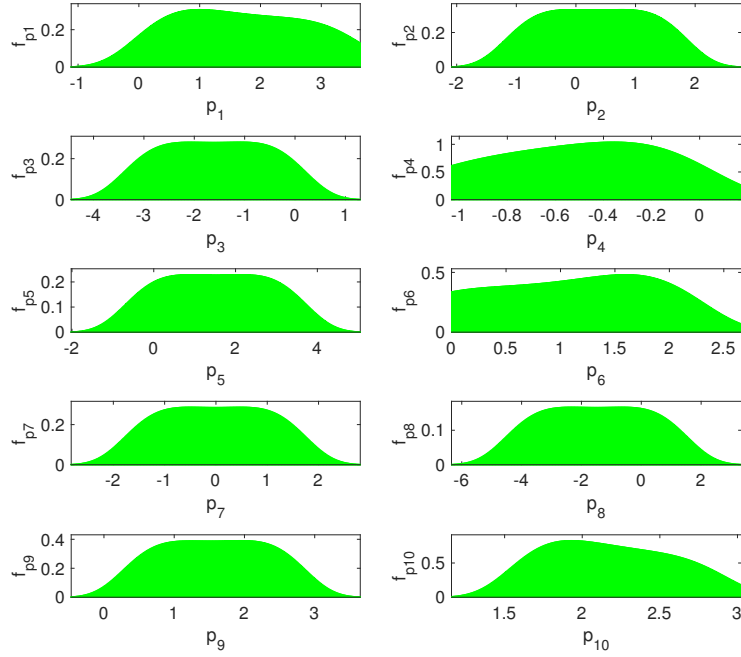 f_p1
0.2
0
-1 0 1 2 3
p_1
f_p2
0.2
0
-2 -1 0 1 2
p_2
f_p3
0.2
0
-4 -3 -2 -1 0 1
p_3
f_p4
1
0.5
0
-1 -0.8 -0.6 -0.4 -0.2 0
p_4
f_p5
0.2
0.1
0
-2 0 2 4
p_5
f_p6
0.5
0
0 0.5 1 1.5 2 2.5
p_6
f_p7
0.2
0
-2 -1 0 1 2
p_7
f_p8
0.1
0
-6 -4 -2 0 2
p_8
f_p9
0.4
0.2
0
0 1 2 3
p_9
f_p10
0.5
0
1.5 2 2.5 3
p_10